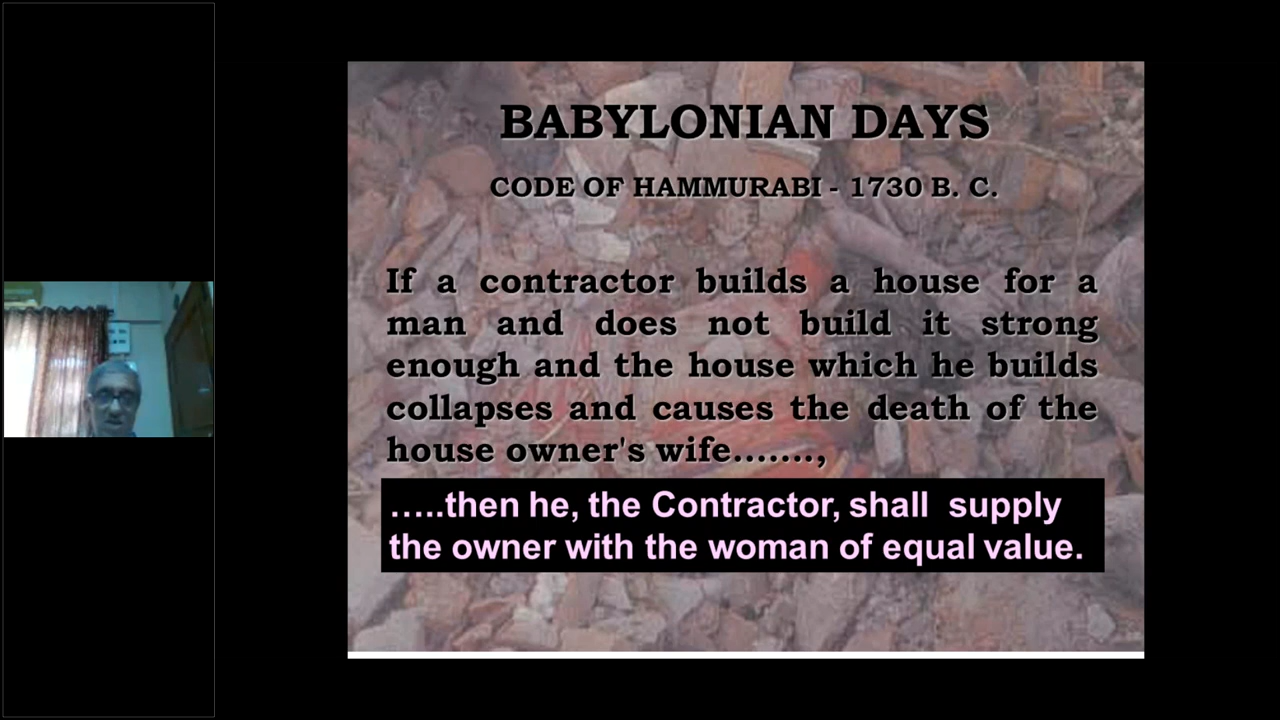 BABYLONIAN DAYS
CODE OF HAMMURABI - 1730 B. C.
If a contractor builds a house for a
man and does not build it strong
enough and the house which he builds
collapses and causes the death of the
house owner's wife.......,
.....then he, the Contractor, shall supply
the owner with the woman of equal value.